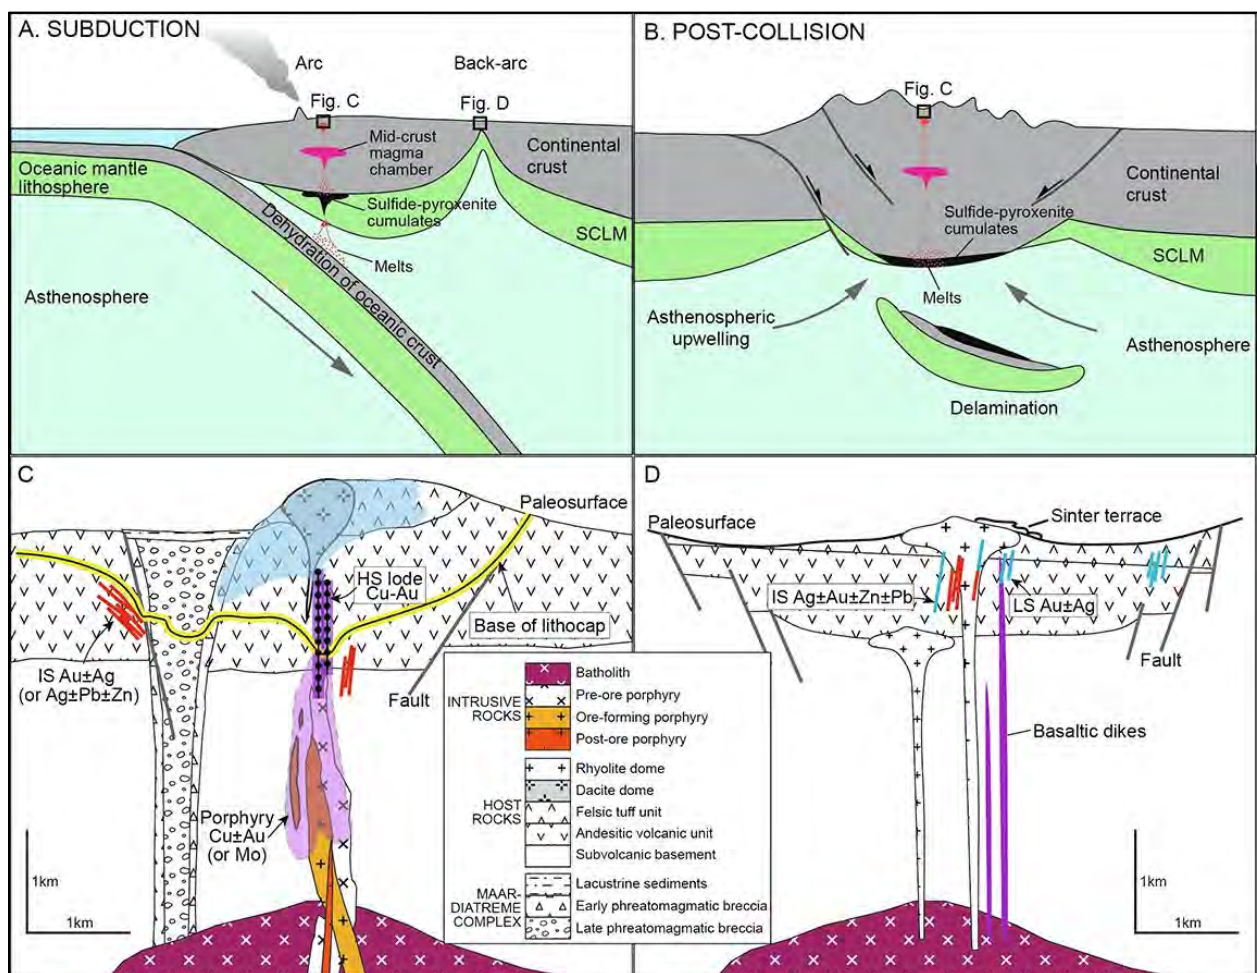 A. SUBDUCTION
Arc
Back-arc
Fig. C
Fig. D
Mid-crust
magma
chamber
Continental
crust
Oceanic mantle
lithosphere
Sulfide-pyroxenite
cumulates
Dehydration of oceanic crust
SCLM
Melts
Asthenosphere
B. POST-COLLISION
Fig. C
Continental
crust
Sulfide-pyroxenite
cumulates
SCLM
Melts
Asthenospheric
upwelling
Asthenosphere
Delamination
C
Paleosurface
HS lode
Cu-Au
Base of lithocap
IS Au±Ag
(or Ag±Pb±Zn)
Fault
Porphyry
Cu±Au
(or Mo)
1km
1km
INTRUSIVE
ROCKS
Batholith
Pre-ore porphyry
Ore-forming porphyry
Post-ore porphyry
HOST
ROCKS
Rhyolite dome
Dacite dome
Felsic tuff unit
Andesitic volcanic unit
Subvolcanic basement
MAAR-
DIATREME
COMPLEX
Lacustrine sediments
Early phreatomagmatic breccia
Late phreatomagmatic breccia
D
Paleosurface
Sinter terrace
IS Ag±Au±Zn±Pb
LS Au±Ag
Fault
Basaltic dikes
1km
1km